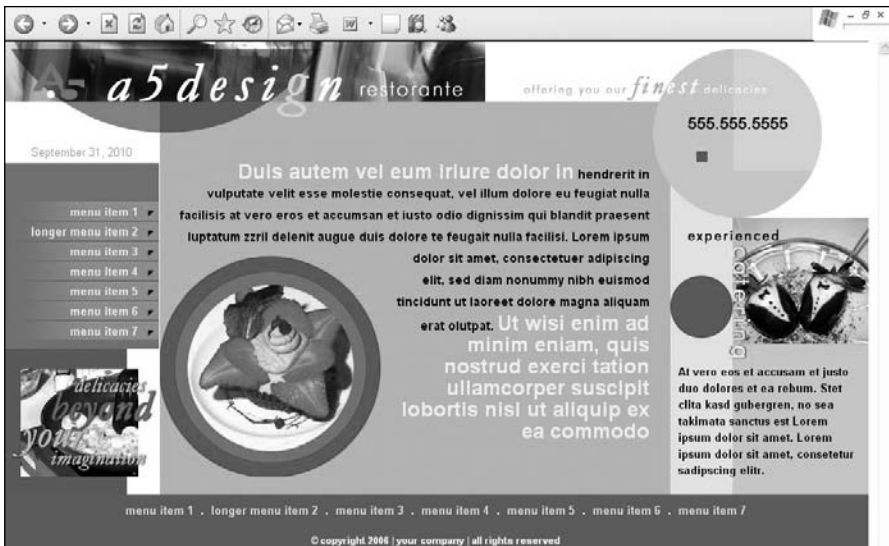 A5
a5design restorante
offering you our finest delicacies
555.555.5555
September 31, 2010
menu item 1
longer menu item 2
menu item 3
menu item 4
menu item 5
menu item 6
menu item 7
delicacies
beyond
your
imagination
Duis autem vel eum iriure dolor in hendrerit in
vulputate velit esse molestie consequat, vel illum dolore eu feugiat nulla
facilisis at vero eros et accumsan et iusto odio dignissim qui blandit praesent
luptatum zzril delenit augue duis dolore te feugait nulla facilisi. Lorem ipsum
dolor sit amet, consectetuer adipiscing
elit, sed diam nonummy nibh euismod
tincidunt ut laoreet dolore magna aliquam
erat olutpat. Ut wisi enim ad
minim eniam, quis
nostrud exerci tation
ullamcorper suscipit
lobortis nisl ut aliquip ex
ea commodo
experienced
catering
At vero eos et accusam et justo
duo dolores et ea rebum. Stet
clita kasd gubergren, no sea
takimata sanctus est Lorem
ipsum dolor sit amet. Lorem
ipsum dolor sit amet, consetetur
sadipscing elitr.
menu item 1 . longer menu item 2 . menu item 3 . menu item 4 . menu item 5 . menu item 6 . menu item 7
© copyright 2006 | your company | all rights reserved